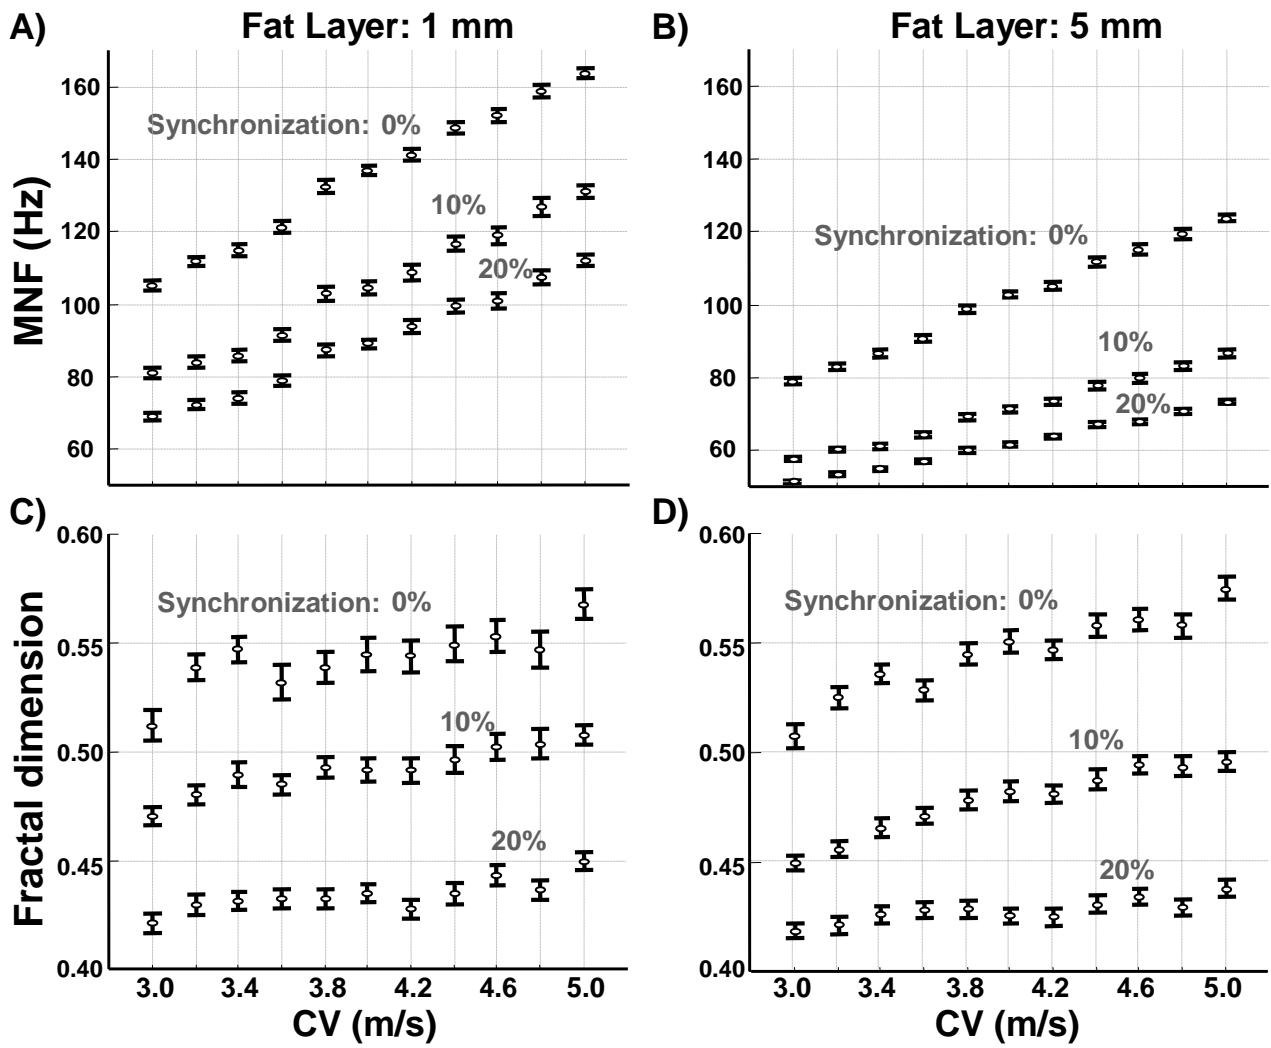 A) Fat Layer: 1 mm
MNF (Hz)
160
140
120
100
80
60
Synchronization: 0%
10%
20%
B) Fat Layer: 5 mm
160
140
120
100
80
60
Synchronization: 0%
10%
20%
C)
Fractal dimension
0.60
0.55
0.50
0.45
0.40
Synchronization: 0%
10%
20%
3.0 3.4 3.8 4.2 4.6 5.0
CV (m/s)
D)
0.60
0.55
0.50
0.45
0.40
Synchronization: 0%
10%
20%
3.0 3.4 3.8 4.2 4.6 5.0
CV (m/s)